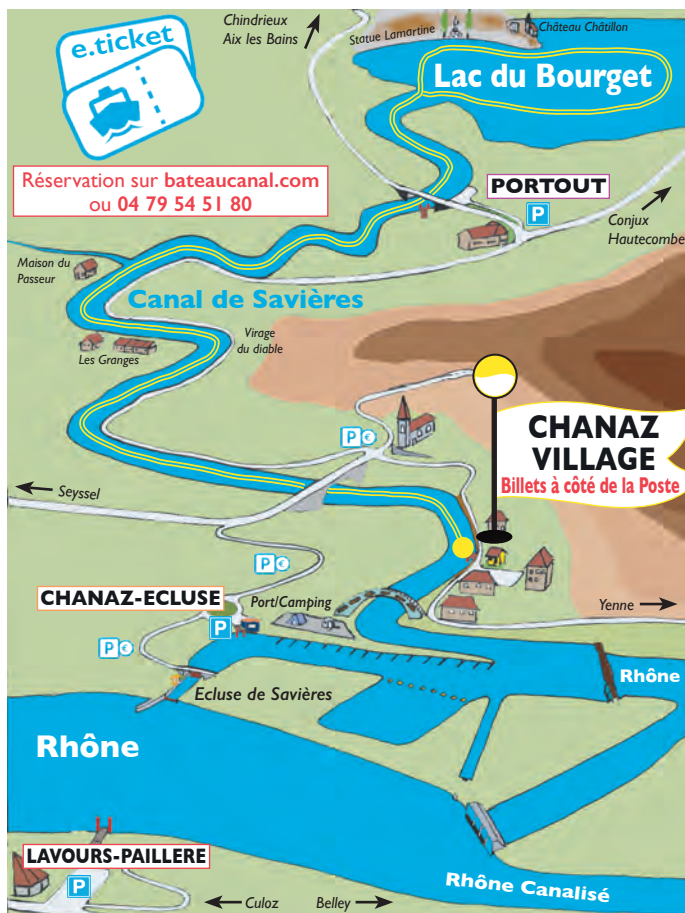 e.ticket
Chindrieux
Aix les Bains
Statue Lamartine
Château Châtillon
Lac du Bourget
Réservation sur bateaucanal.com
ou 04 79 54 51 80
PORTOUT
P
Conjux
Hautecombe
Maison du
Passeur
Canal de Savières
Virage
du diable
Les Granges
P €
CHANAZ
VILLAGE
Billets à côté de la Poste
Seyssel
P €
CHANAZ-ECLUSE
Port/Camping
Yenne
P
P €
Ecluse de Savières
Rhône
Rhône
LAVOURS-PAILLERE
P
Rhône Canalisé
Culoz
Belley